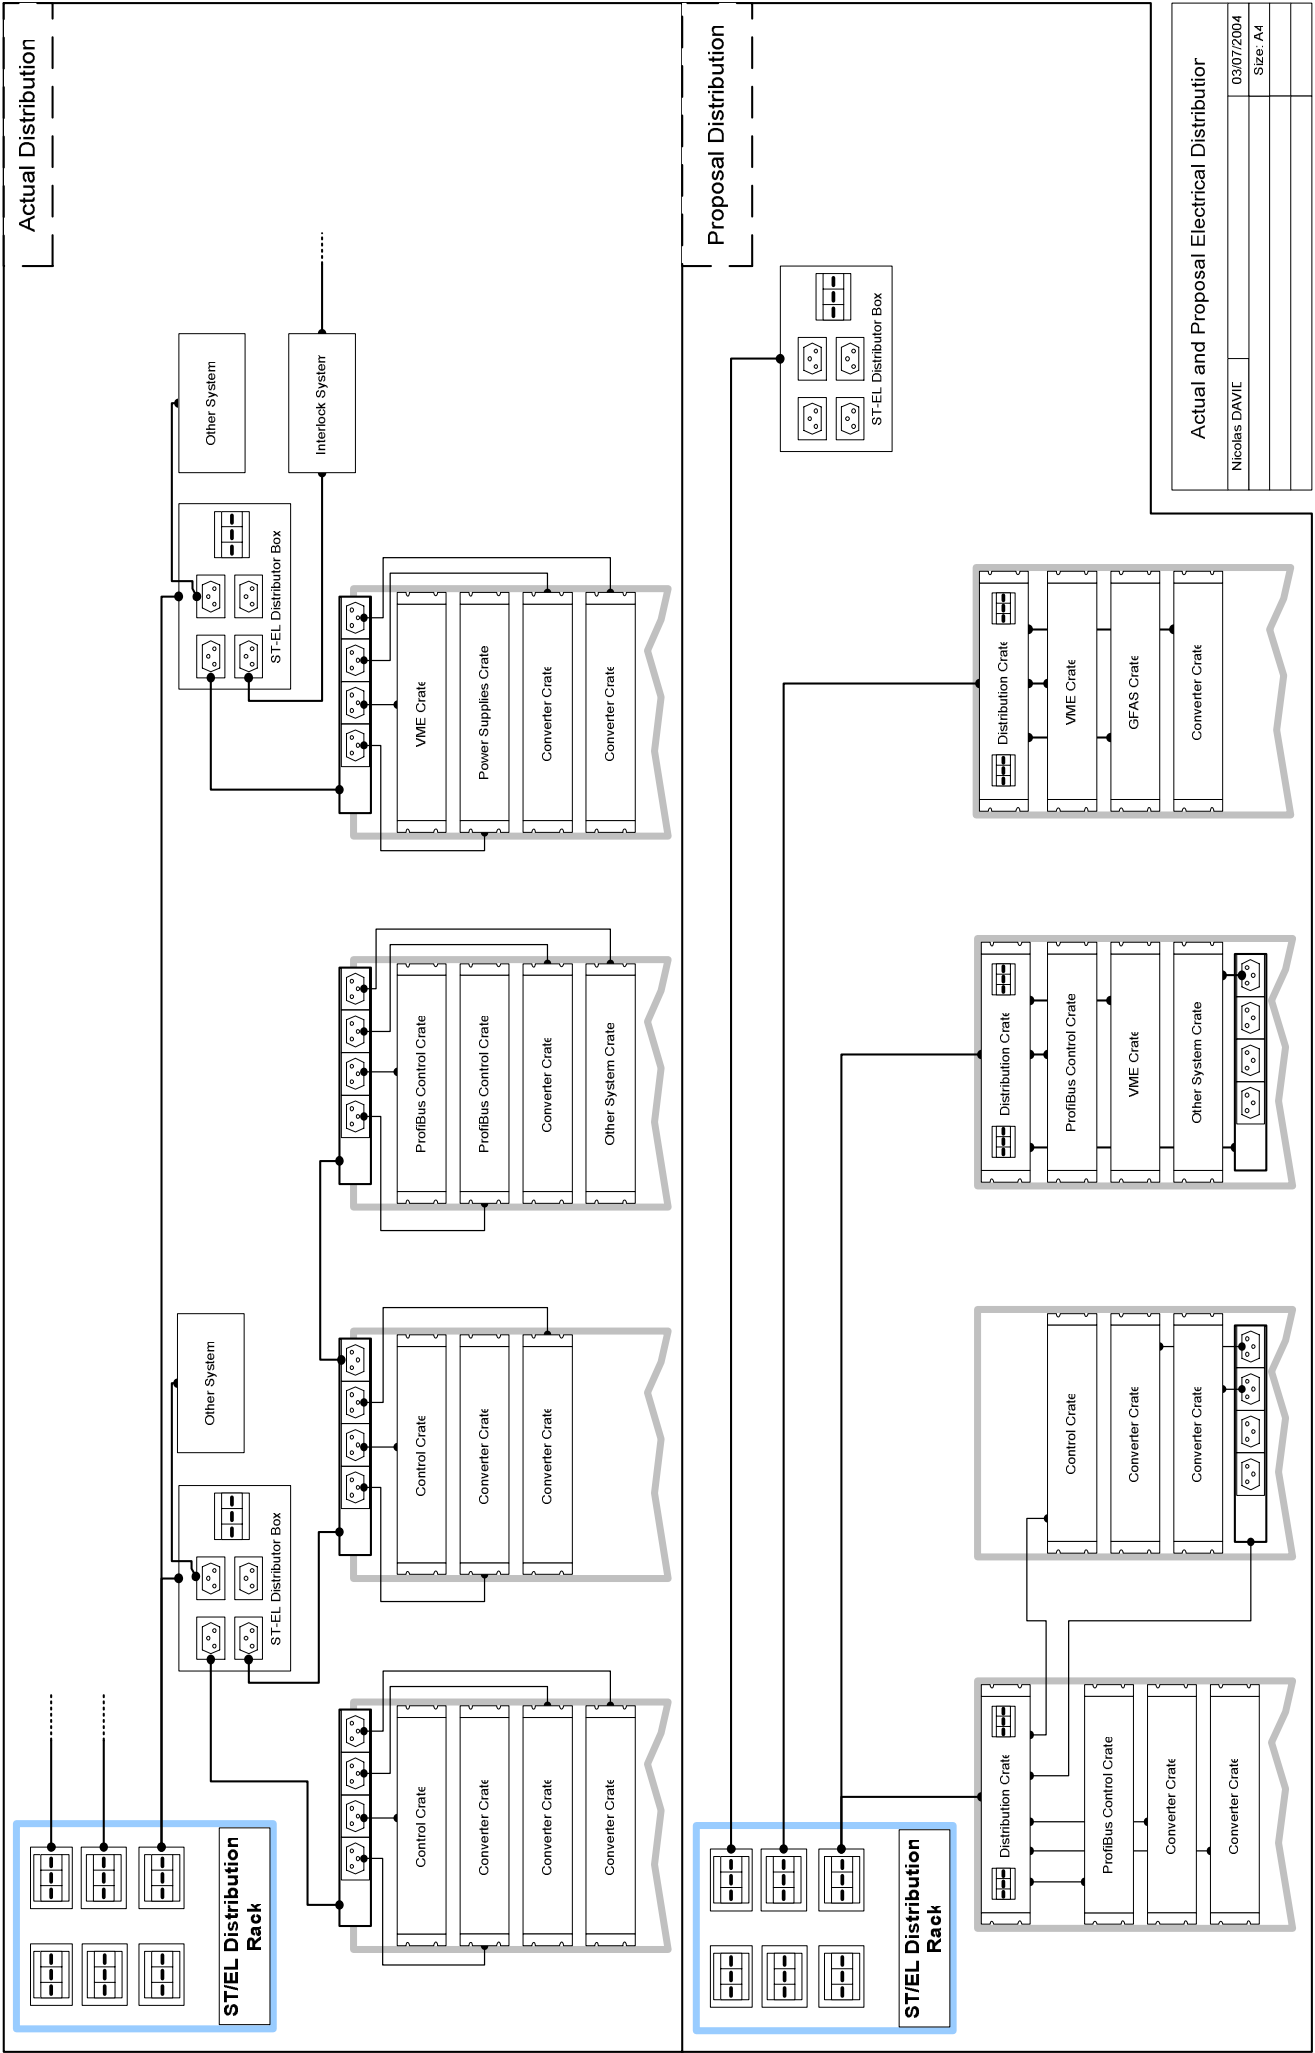 Actual Distribution
ST/EL Distribution
Rack
Other System
ST-EL Distributor Box
Other System
ST-EL Distributor Box
Interlock System
Control Crate
Converter Crate
Converter Crate
Converter Crate
Control Crate
Converter Crate
Converter Crate
ProfiBus Control Crate
ProfiBus Control Crate
Converter Crate
Other System Crate
VME Crate
Power Supplies Crate
Converter Crate
Converter Crate
Proposal Distribution
ST/EL Distribution
Rack
ST-EL Distributor Box
Distribution Crate
ProfiBus Control Crate
Converter Crate
Converter Crate
Control Crate
Converter Crate
Converter Crate
Distribution Crate
ProfiBus Control Crate
VME Crate
Other System Crate
Distribution Crate
VME Crate
GFAS Crate
Converter Crate
Actual and Proposal Electrical Distribution
Nicolas DAVID
03/07/2004
Size: A4